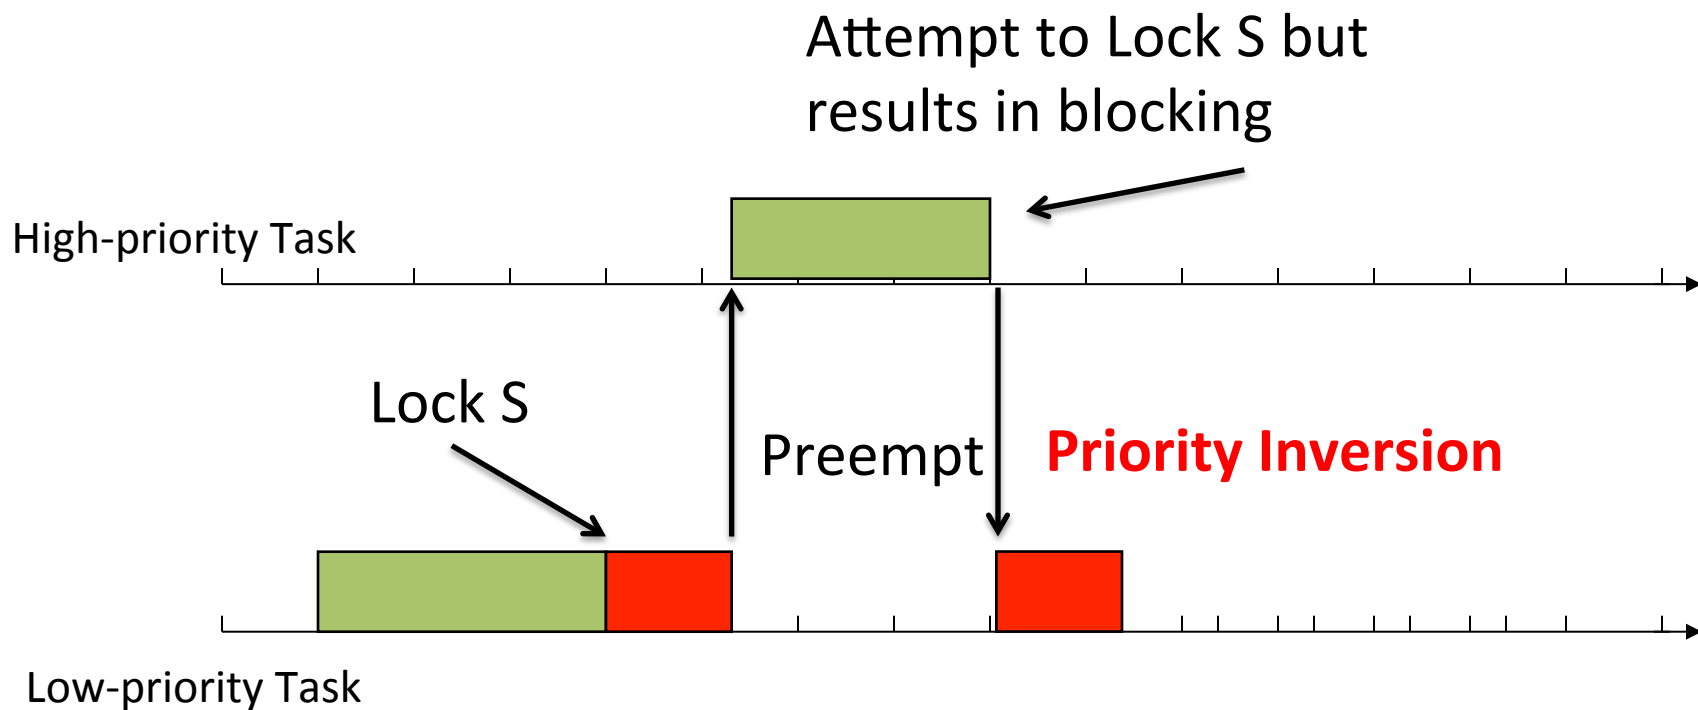 Attempt to Lock S but
results in blocking
High-priority Task
Lock S
Preempt
Priority Inversion
Low-priority Task